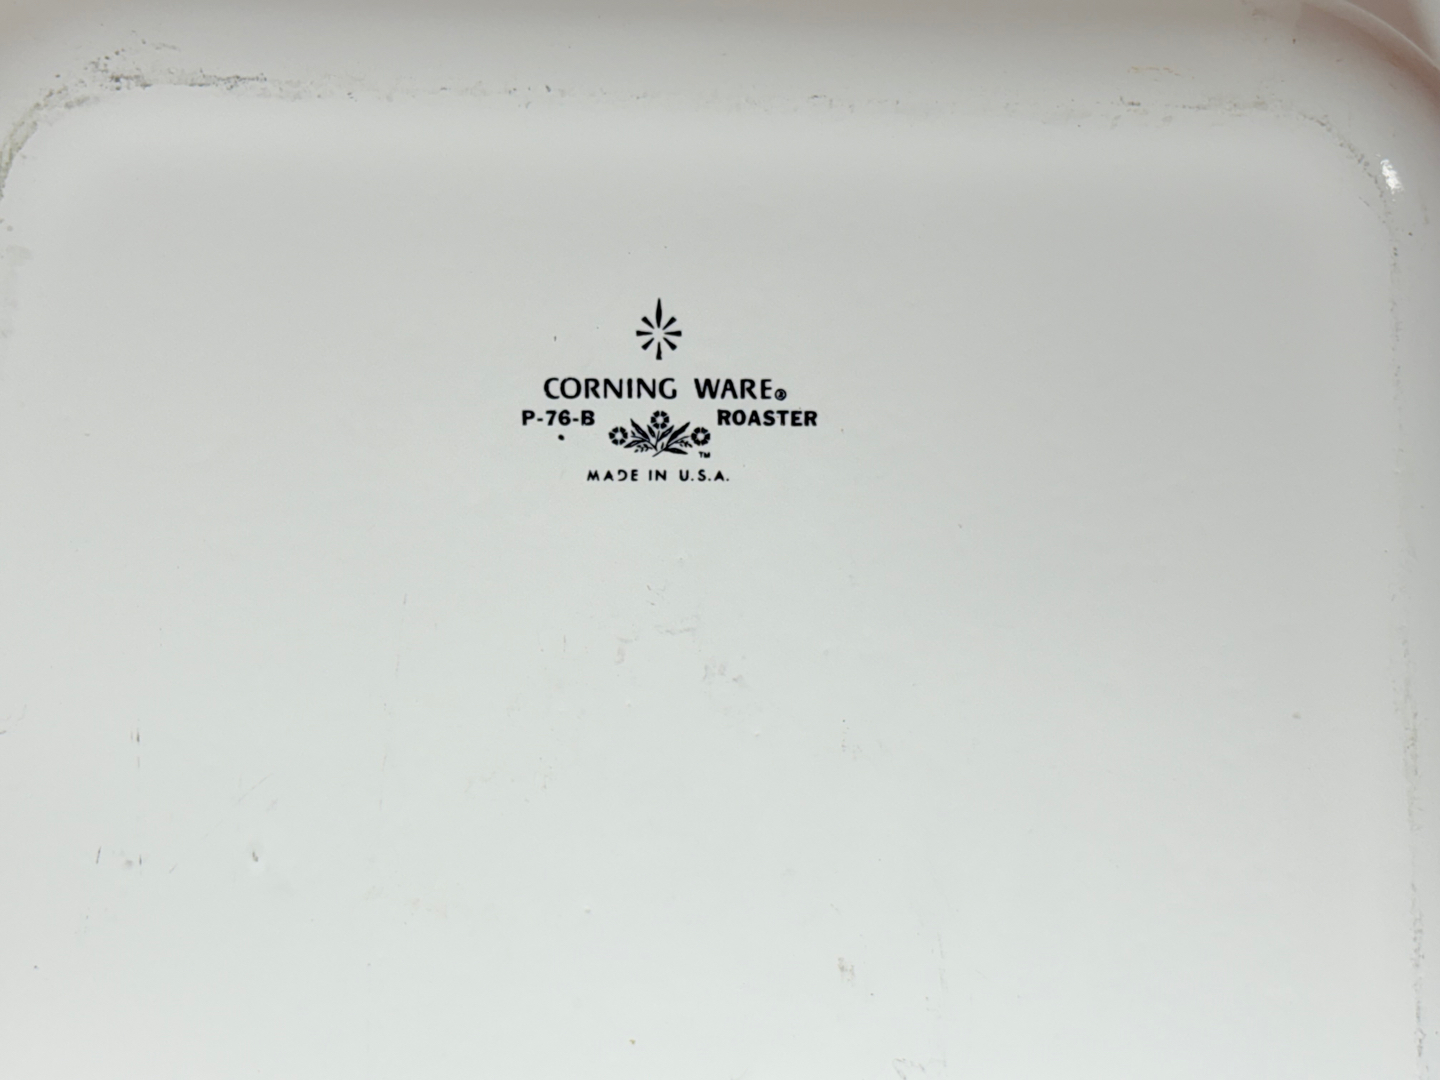 CORNING WARE®
P-76-B ROASTER
TM
MADE IN U.S.A.